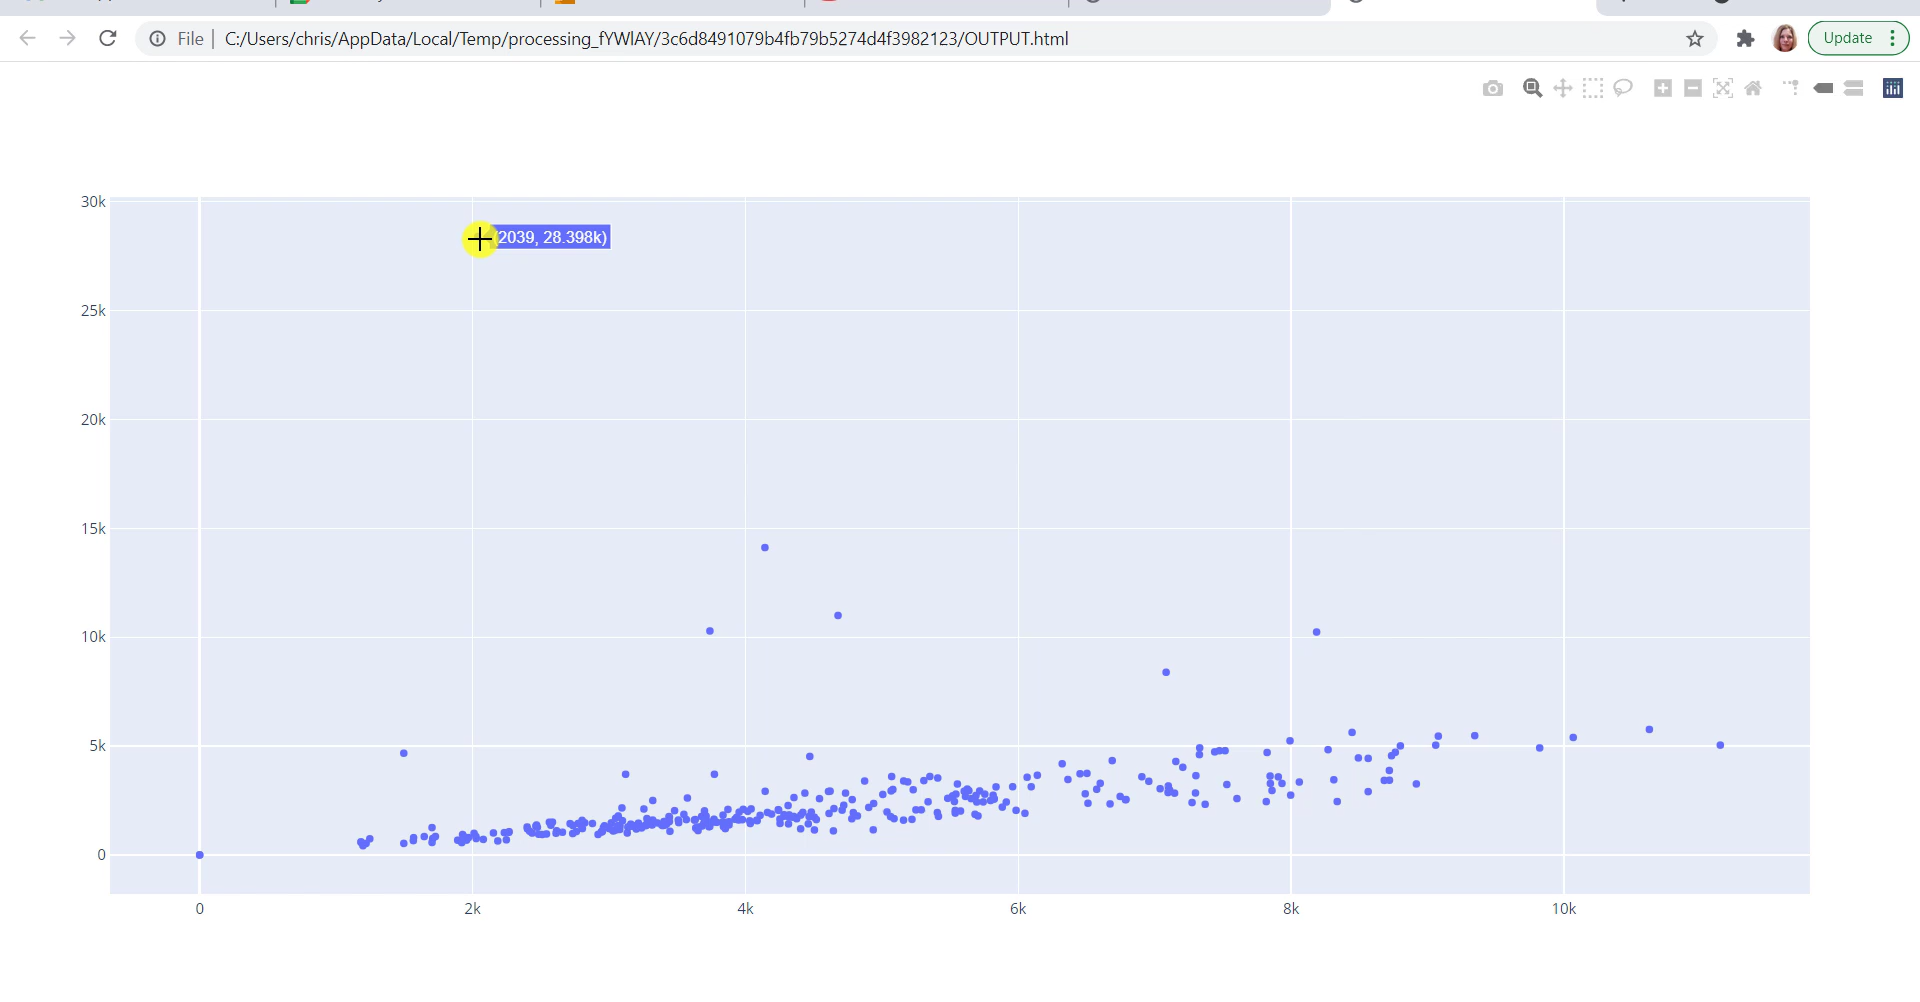 File C:/Users/chris/AppData/Local/Temp/processing_fYWlAY/3c6d8491079b4fb79b5274d4f3982123/OUTPUT.html
Update
30k
(2039, 28.398k)
25k
20k
15k
10k
5k
0
0 2k 4k 6k 8k 10k